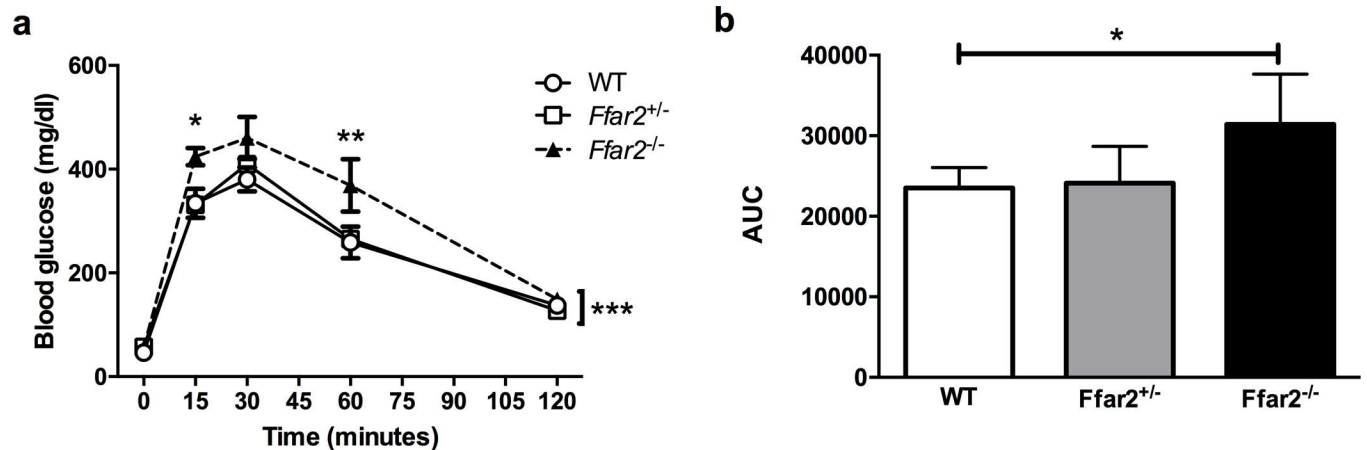 a
Blood glucose (mg/dl)
600
400
200
0
*
**
***
WT
Ffar2+/-
Ffar2-/-
0 15 30 45 60 75 90 105 120
Time (minutes)
b
*
AUC
40000
30000
20000
10000
0
WT Ffar2+/- Ffar2-/-